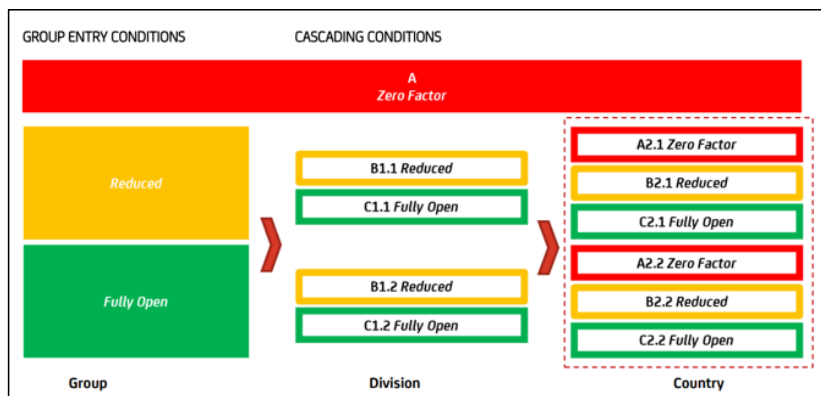 GROUP ENTRY CONDITIONS
CASCADING CONDITIONS
A
Zero Factor
Reduced
Fully Open
B1.1 Reduced
C1.1 Fully Open
B1.2 Reduced
C1.2 Fully Open
A2.1 Zero Factor
B2.1 Reduced
C2.1 Fully Open
A2.2 Zero Factor
B2.2 Reduced
C2.2 Fully Open
Group
Division
Country